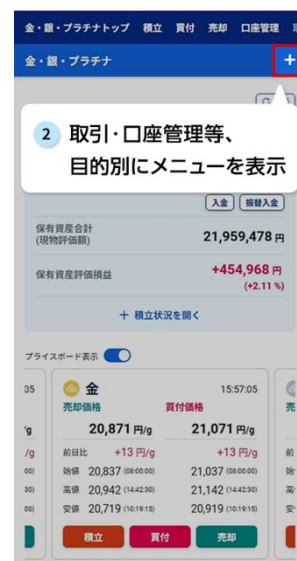 金・銀・プラチナトップ 積立 買付 売却 口座管理
金・銀・プラチナ +
2 取引・口座管理等、
目的別にメニューを表示
入金 振替入金
保有資産合計
(現物評価額) 21,959,478 円
保有資産評価損益 +454,968 円
(+2.11 %)
+ 積立状況を開く
プライスボード表示
05 金 15:57:05
売却価格 買付価格 売
/g 20,871 円/g 21,071 円/g
/g 前日比 +13 円/g +13 円/g 前
00) 始値 20,837 (08:00:00) 21,037 (08:00:00) 始
30) 高値 20,942 (14:42:30) 21,142 (14:42:30) 高
00) 安値 20,719 (10:19:15) 20,919 (10:19:15) 安
積立 買付 売却